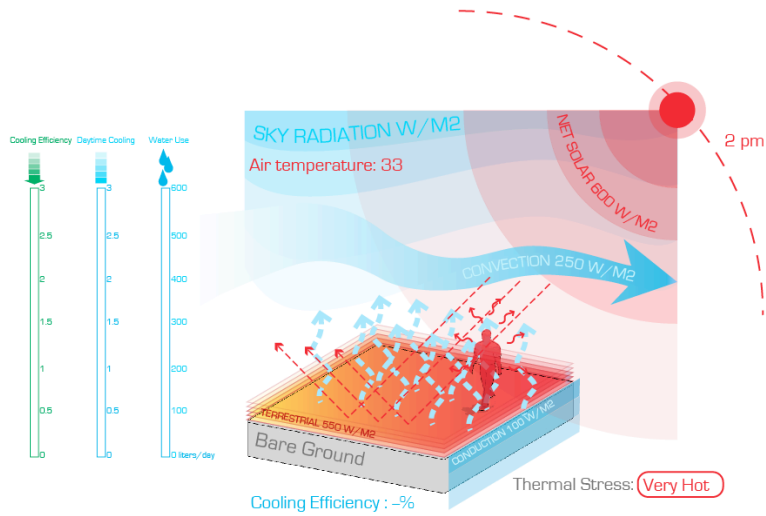 2 pm
SKY RADIATION W/M2
Air temperature: 33
NET SOLAR 600 W/M2
CONVECTION 250 W/M2
Cooling Efficiency
Daytime Cooling
Water Use
3
2.5
2
1.5
1
0.5
0
3
2.5
2
1.5
1
0.5
0
600
500
400
300
200
100
0 liters/day
TERRESTRIAL 550 W/M2
CONDUCTION 100 W/M2
Bare Ground
Thermal Stress: Very Hot
Cooling Efficiency : -%